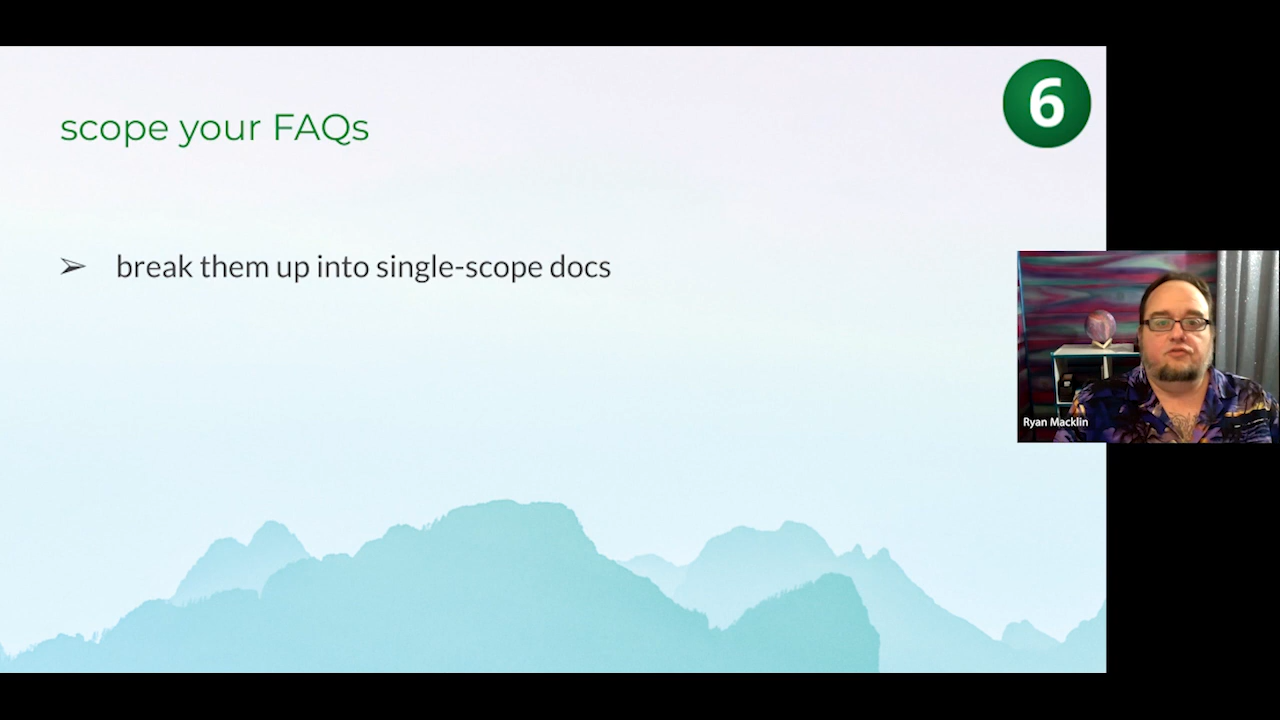 6
scope your FAQs
➢ break them up into single-scope docs
Ryan Macklin